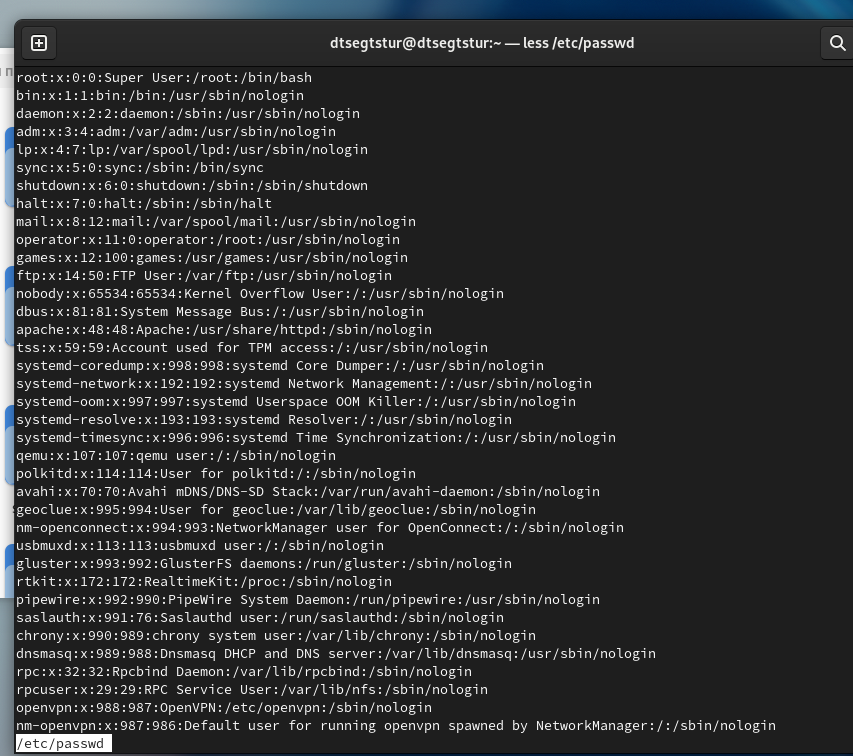 dtsegtstur@dtsegtstur:~ — less /etc/passwd
root:x:0:0:Super User:/root:/bin/bash
bin:x:1:1:bin:/bin:/usr/sbin/nologin
daemon:x:2:2:daemon:/sbin:/usr/sbin/nologin
adm:x:3:4:adm:/var/adm:/usr/sbin/nologin
lp:x:4:7:lp:/var/spool/lpd:/usr/sbin/nologin
sync:x:5:0:sync:/sbin:/bin/sync
shutdown:x:6:0:shutdown:/sbin:/sbin/shutdown
halt:x:7:0:halt:/sbin:/sbin/halt
mail:x:8:12:mail:/var/spool/mail:/usr/sbin/nologin
operator:x:11:0:operator:/root:/usr/sbin/nologin
games:x:12:100:games:/usr/games:/usr/sbin/nologin
ftp:x:14:50:FTP User:/var/ftp:/usr/sbin/nologin
nobody:x:65534:65534:Kernel Overflow User:/:/usr/sbin/nologin
dbus:x:81:81:System Message Bus:/:/usr/sbin/nologin
apache:x:48:48:Apache:/usr/share/httpd:/sbin/nologin
tss:x:59:59:Account used for TPM access:/:/usr/sbin/nologin
systemd-coredump:x:998:998:systemd Core Dumper:/:/usr/sbin/nologin
systemd-network:x:192:192:systemd Network Management:/:/usr/sbin/nologin
systemd-oom:x:997:997:systemd Userspace OOM Killer:/:/usr/sbin/nologin
systemd-resolve:x:193:193:systemd Resolver:/:/usr/sbin/nologin
systemd-timesync:x:996:996:systemd Time Synchronization:/:/usr/sbin/nologin
qemu:x:107:107:qemu user:/:/sbin/nologin
polkitd:x:114:114:User for polkitd:/:/sbin/nologin
avahi:x:70:70:Avahi mDNS/DNS-SD Stack:/var/run/avahi-daemon:/sbin/nologin
geoclue:x:995:994:User for geoclue:/var/lib/geoclue:/sbin/nologin
nm-openconnect:x:994:993:NetworkManager user for OpenConnect:/:/sbin/nologin
usbmuxd:x:113:113:usbmuxd user:/:/sbin/nologin
gluster:x:993:992:GlusterFS daemons:/run/gluster:/sbin/nologin
rtkit:x:172:172:RealtimeKit:/proc:/sbin/nologin
pipewire:x:992:990:PipeWire System Daemon:/run/pipewire:/usr/sbin/nologin
saslauth:x:991:76:Saslauthd user:/run/saslauthd:/sbin/nologin
chrony:x:990:989:chrony system user:/var/lib/chrony:/sbin/nologin
dnsmasq:x:989:988:Dnsmasq DHCP and DNS server:/var/lib/dnsmasq:/usr/sbin/nologin
rpc:x:32:32:Rpcbind Daemon:/var/lib/rpcbind:/sbin/nologin
rpcuser:x:29:29:RPC Service User:/var/lib/nfs:/sbin/nologin
openvpn:x:988:987:OpenVPN:/etc/openvpn:/sbin/nologin
nm-openvpn:x:987:986:Default user for running openvpn spawned by NetworkManager:/:/sbin/nologin
/etc/passwd